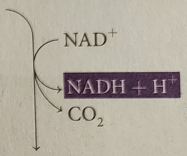 NAD⁺
NADH + H⁺
CO₂